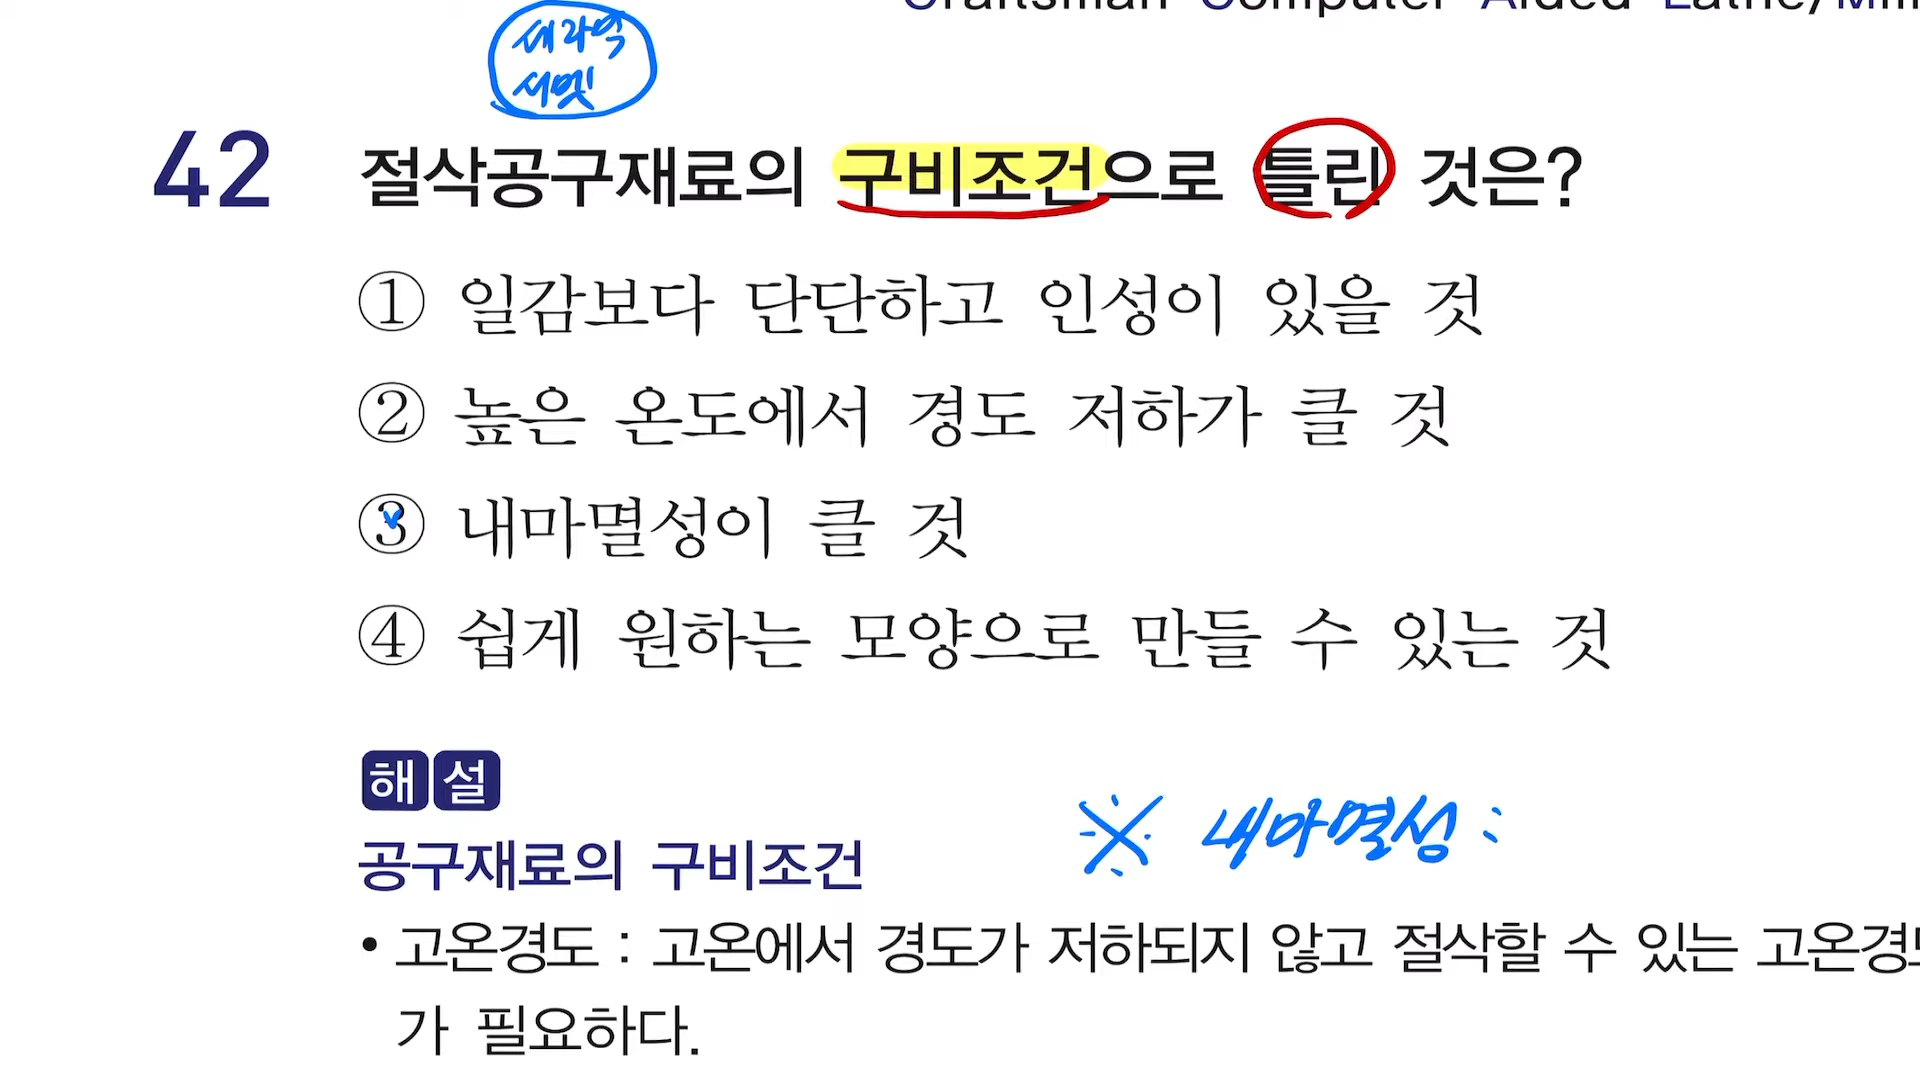 Craftsman Computer Aided Lathe/Mill
세라믹
서멧
42 절삭공구재료의 구비조건으로 틀린 것은?
① 일감보다 단단하고 인성이 있을 것
② 높은 온도에서 경도 저하가 클 것
③ 내마멸성이 클 것
④ 쉽게 원하는 모양으로 만들 수 있는 것
해설
※ 내마멸성 :
공구재료의 구비조건
• 고온경도 : 고온에서 경도가 저하되지 않고 절삭할 수 있는 고온경도
가 필요하다.